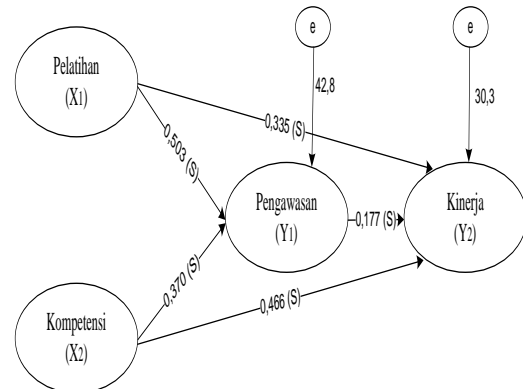 e
e
42,8
30,3
Pelatihan
(X1)
0,335 (S)
0,503 (S)
Pengawasan
(Y1)
0,177 (S)
Kinerja
(Y2)
0,370 (S)
0,466 (S)
Kompetensi
(X2)